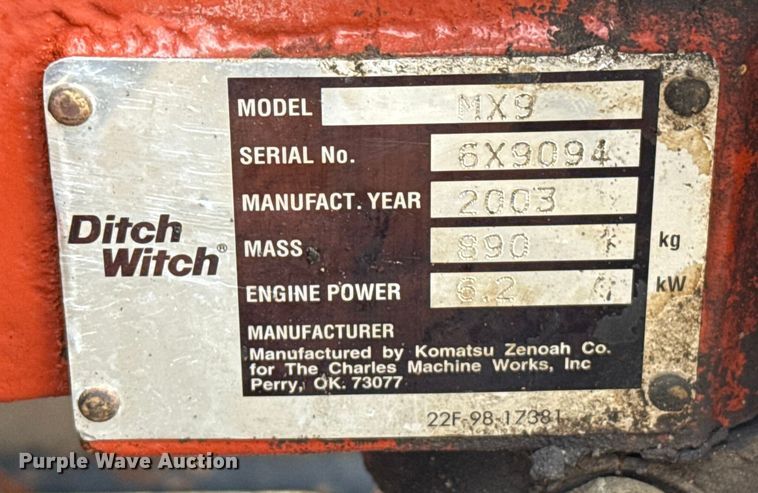 MODEL MX9
SERIAL No. 6X9094
MANUFACT. YEAR 2003
Ditch Witch®
MASS 890 kg
ENGINE POWER 6.2 kW
MANUFACTURER
Manufactured by Komatsu Zenoah Co.
for The Charles Machine Works, Inc
Perry, OK. 73077
22F-98-17381
Purple Wave Auction